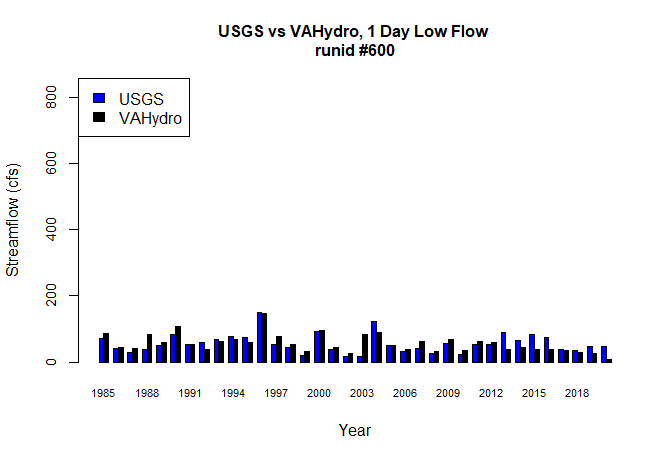 USGS vs VAHydro, 1 Day Low Flow
runid #600
USGS
VAHydro
Streamflow (cfs)
800
600
400
200
0
1985 1988 1991 1994 1997 2000 2003 2006 2009 2012 2015 2018
Year